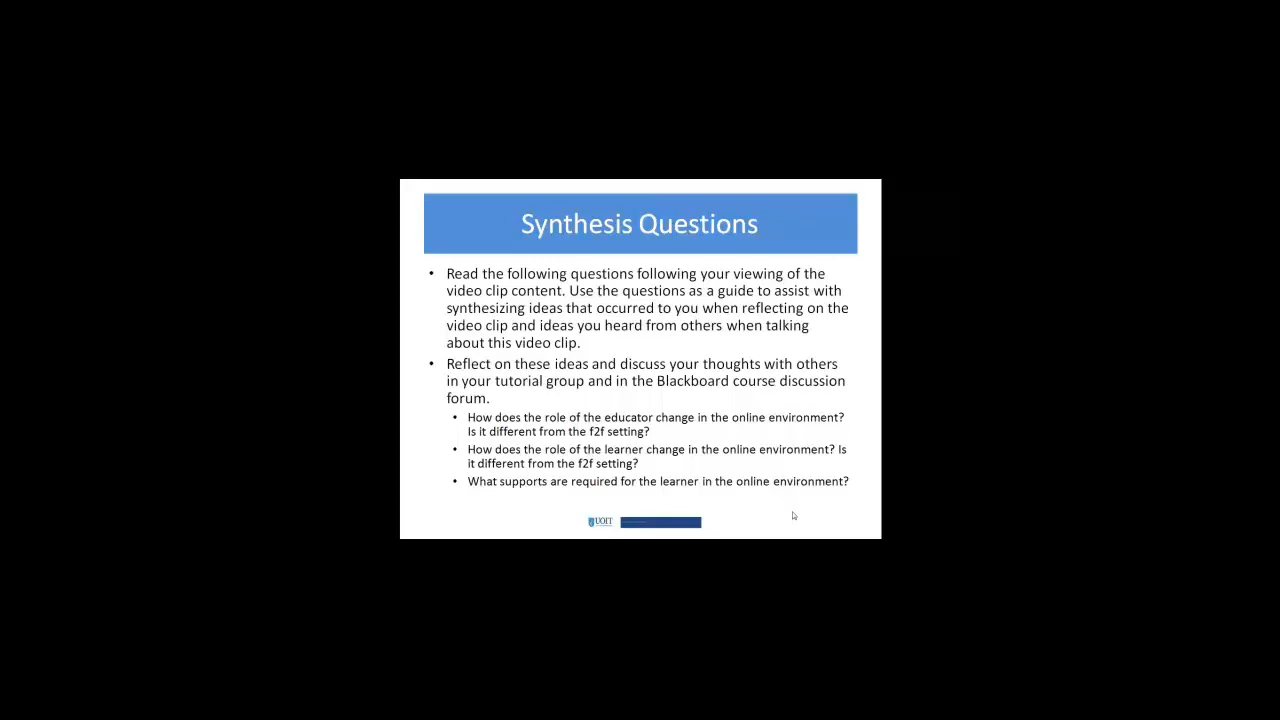 Synthesis Questions
• Read the following questions following your viewing of the
video clip content. Use the questions as a guide to assist with
synthesizing ideas that occurred to you when reflecting on the
video clip and ideas you heard from others when talking
about this video clip.
• Reflect on these ideas and discuss your thoughts with others
in your tutorial group and in the Blackboard course discussion
forum.
• How does the role of the educator change in the online environment?
Is it different from the f2f setting?
• How does the role of the learner change in the online environment? Is
it different from the f2f setting?
• What supports are required for the learner in the online environment?
UOIT